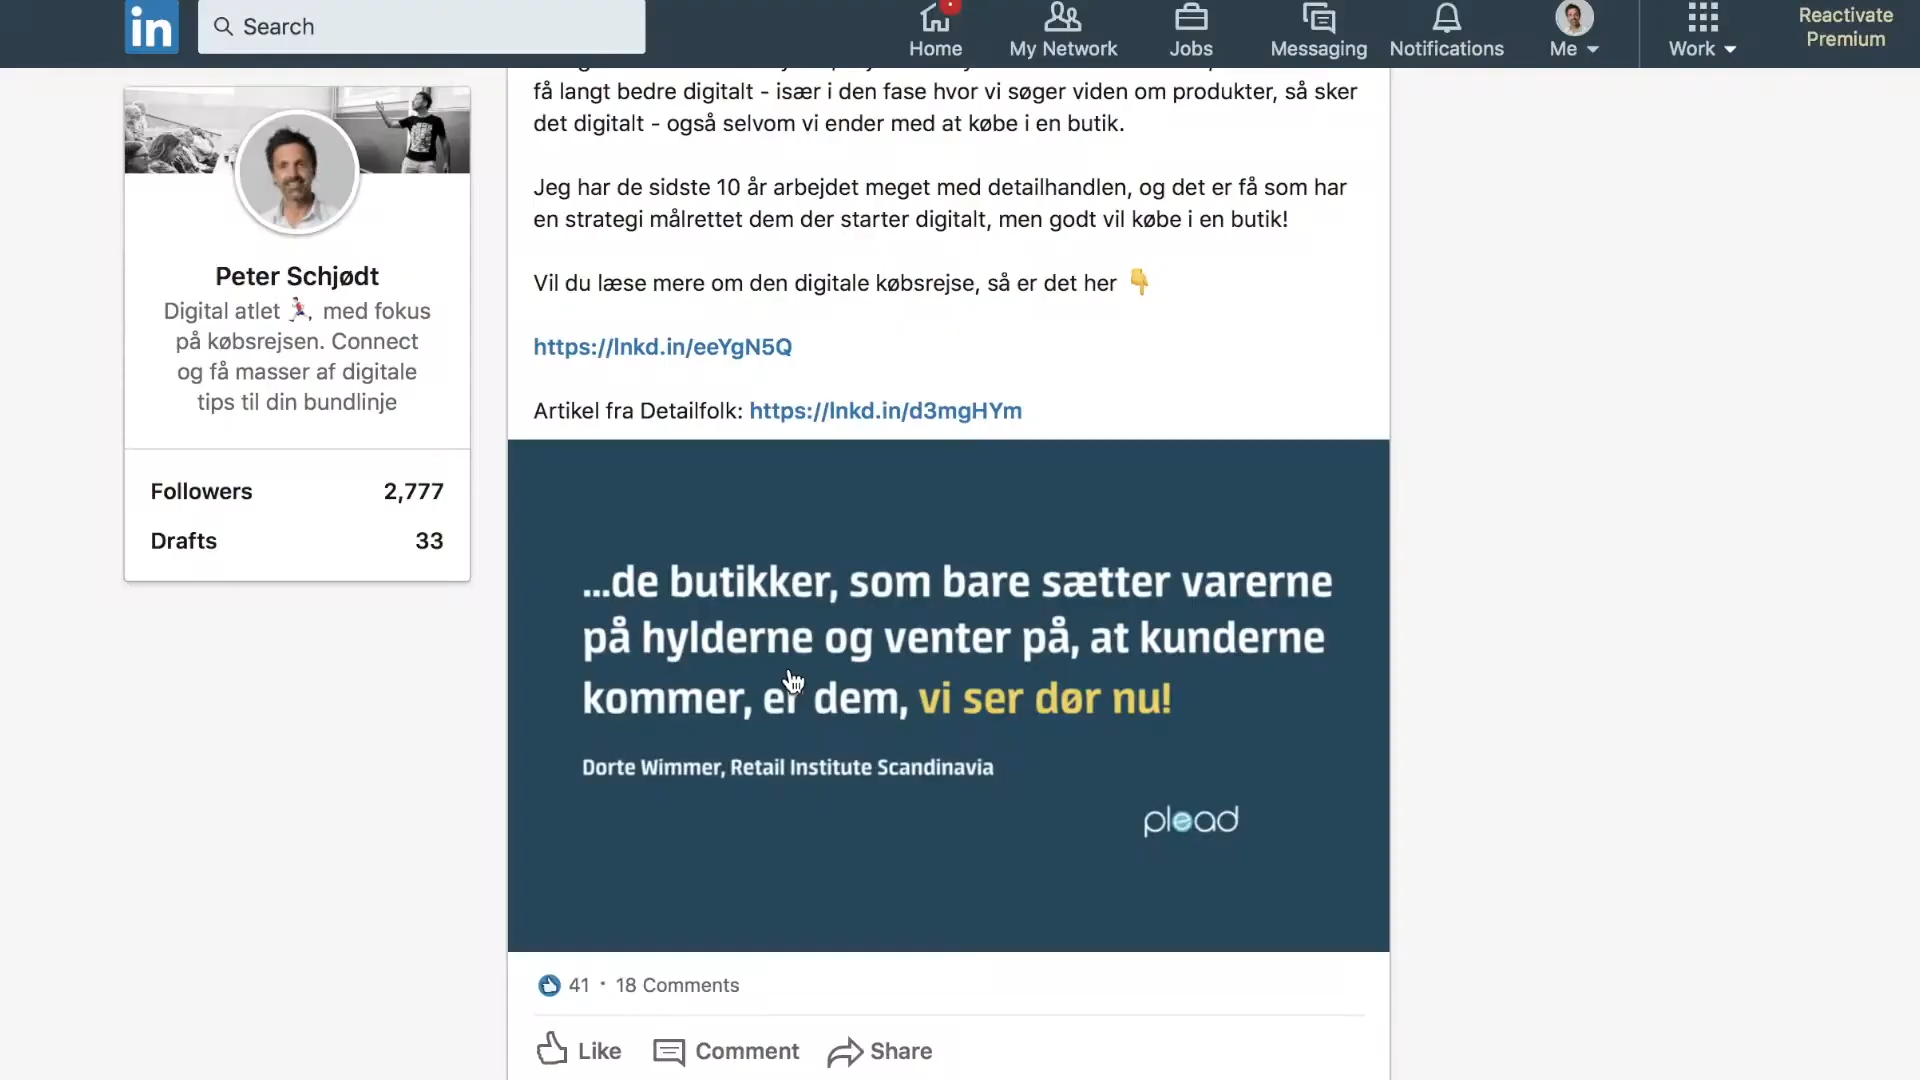 in
Search
Home
My Network
Jobs
Messaging
Notifications
Me
Work
Reactivate
Premium
Peter Schjødt
Digital atlet 🏃🏻, med fokus
på købsrejsen. Connect
og få masser af digitale
tips til din bundlinje
Followers 2,777
Drafts 33
få langt bedre digitalt - især i den fase hvor vi søger viden om produkter, så sker
det digitalt - også selvom vi ender med at købe i en butik.
Jeg har de sidste 10 år arbejdet meget med detailhandlen, og det er få som har
en strategi målrettet dem der starter digitalt, men godt vil købe i en butik!
Vil du læse mere om den digitale købsrejse, så er det her 👇
https://lnkd.in/eeYgN5Q
Artikel fra Detailfolk: https://lnkd.in/d3mgHYm
...de butikker, som bare sætter varerne
på hylderne og venter på, at kunderne
kommer, er dem, vi ser dør nu!
Dorte Wimmer, Retail Institute Scandinavia
plead
41 · 18 Comments
Like
Comment
Share